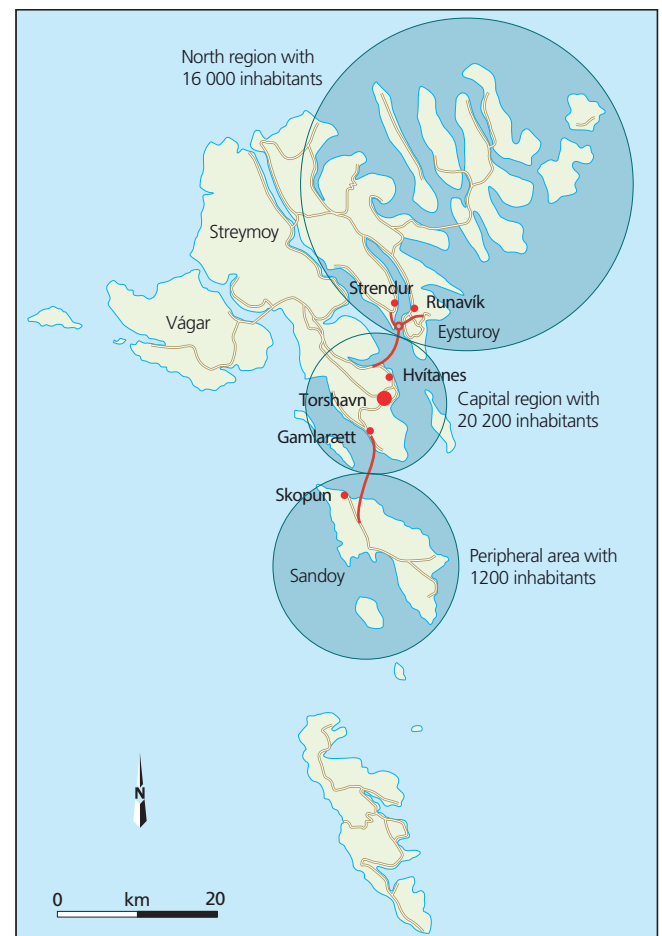 North region with
16 000 inhabitants
Streymoy
Strendur
Runavík
Vágar
Eysturoy
Hvítanes
Torshavn
Capital region with
20 200 inhabitants
Gamlarætt
Skopun
Peripheral area with
1200 inhabitants
Sandoy
N
0 km 20